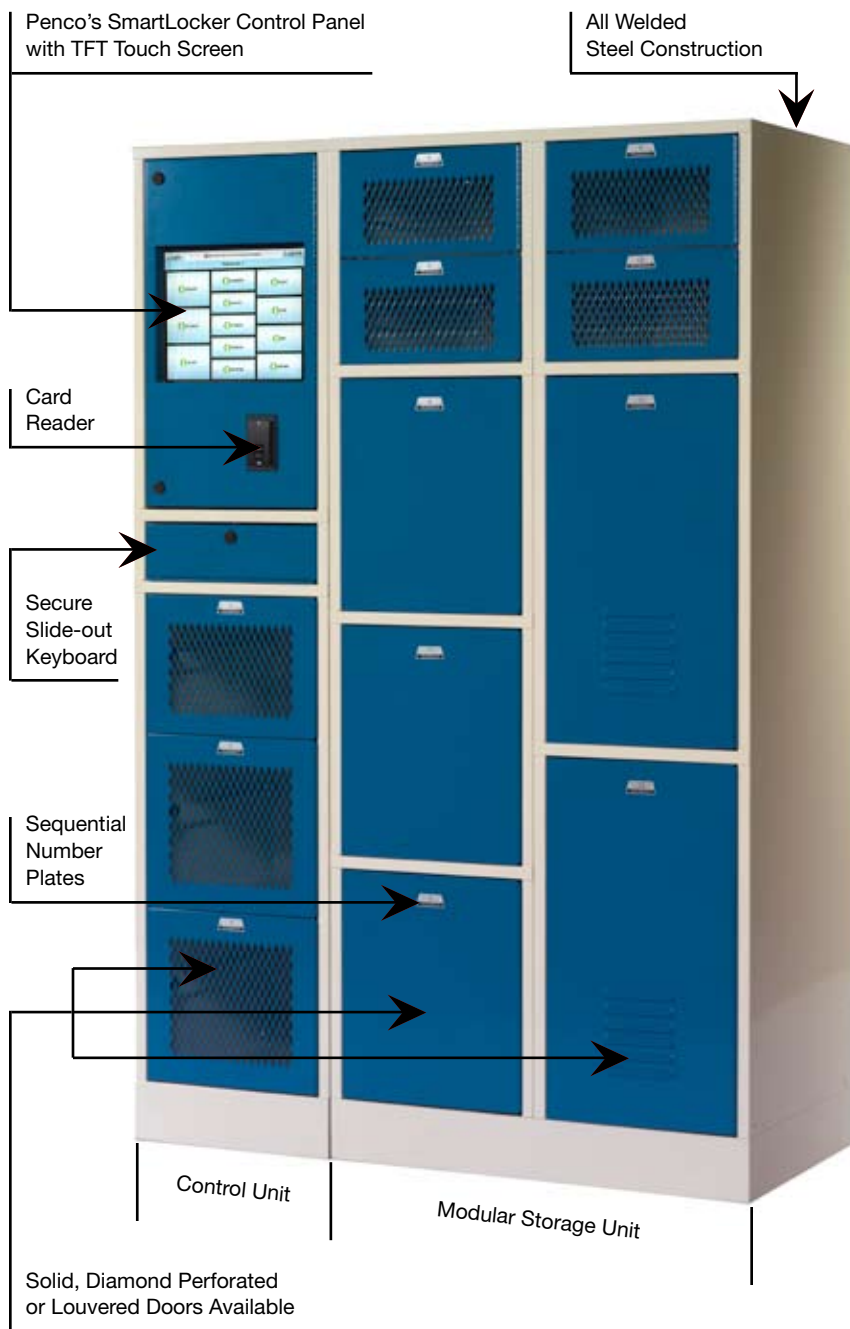 Penco's SmartLocker Control Panel
with TFT Touch Screen
All Welded
Steel Construction
Card
Reader
Secure
Slide-out
Keyboard
Sequential
Number
Plates
Control Unit
Modular Storage Unit
Solid, Diamond Perforated
or Louvered Doors Available